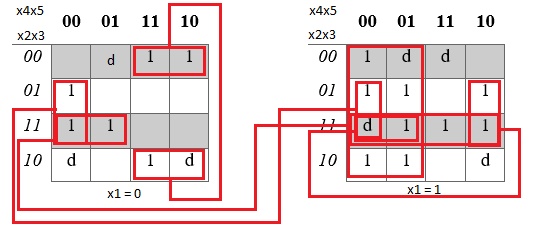 x4x5 00 01 11 10
x2x3
00 d 1 1
01 1
11 1 1
10 d 1 d
x1 = 0
x4x5 00 01 11 10
x2x3
00 1 d d
01 1 1 1
11 d 1 1 1
10 1 1 d
x1 = 1